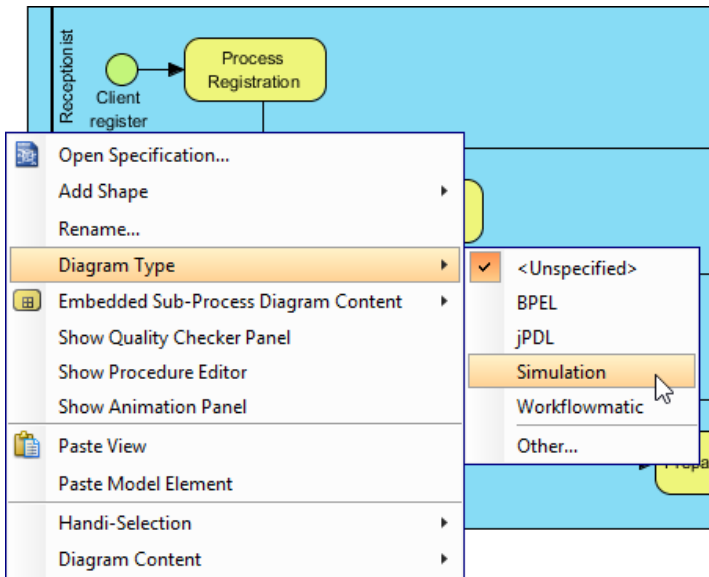 Receptionist
Process
Registration
Client
register
Open Specification...
Add Shape
Rename...
Diagram Type
Embedded Sub-Process Diagram Content
Show Quality Checker Panel
Show Procedure Editor
Show Animation Panel
Paste View
Paste Model Element
Handi-Selection
Diagram Content
<Unspecified>
BPEL
jPDL
Simulation
Workflowmatic
Other...